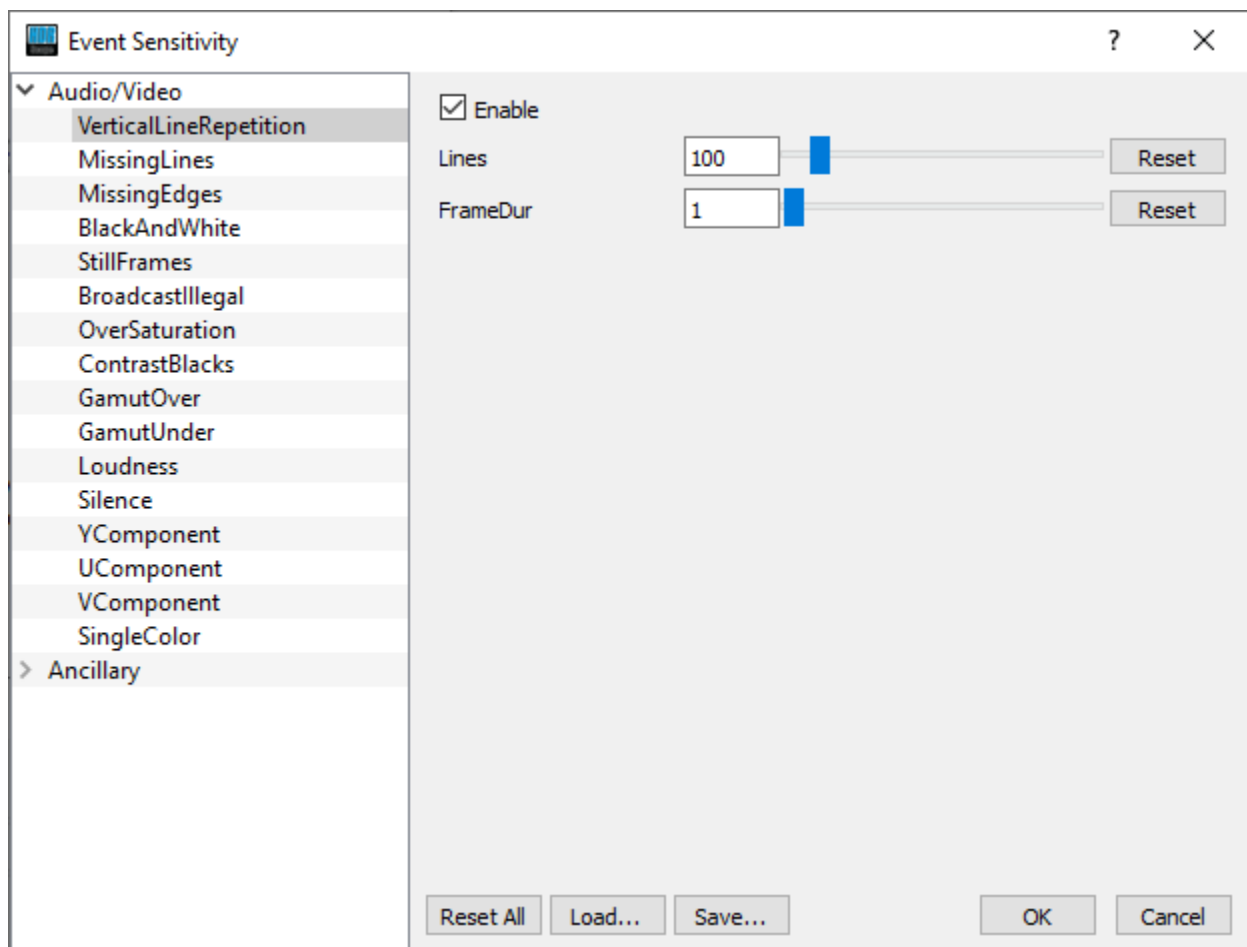 Event Sensitivity
?
Audio/Video
VerticalLineRepetition
MissingLines
MissingEdges
BlackAndWhite
StillFrames
BroadcastIllegal
OverSaturation
ContrastBlacks
GamutOver
GamutUnder
Loudness
Silence
YComponent
UComponent
VComponent
SingleColor
Ancillary
Enable
Lines 100 Reset
FrameDur 1 Reset
Reset All Load... Save... OK Cancel